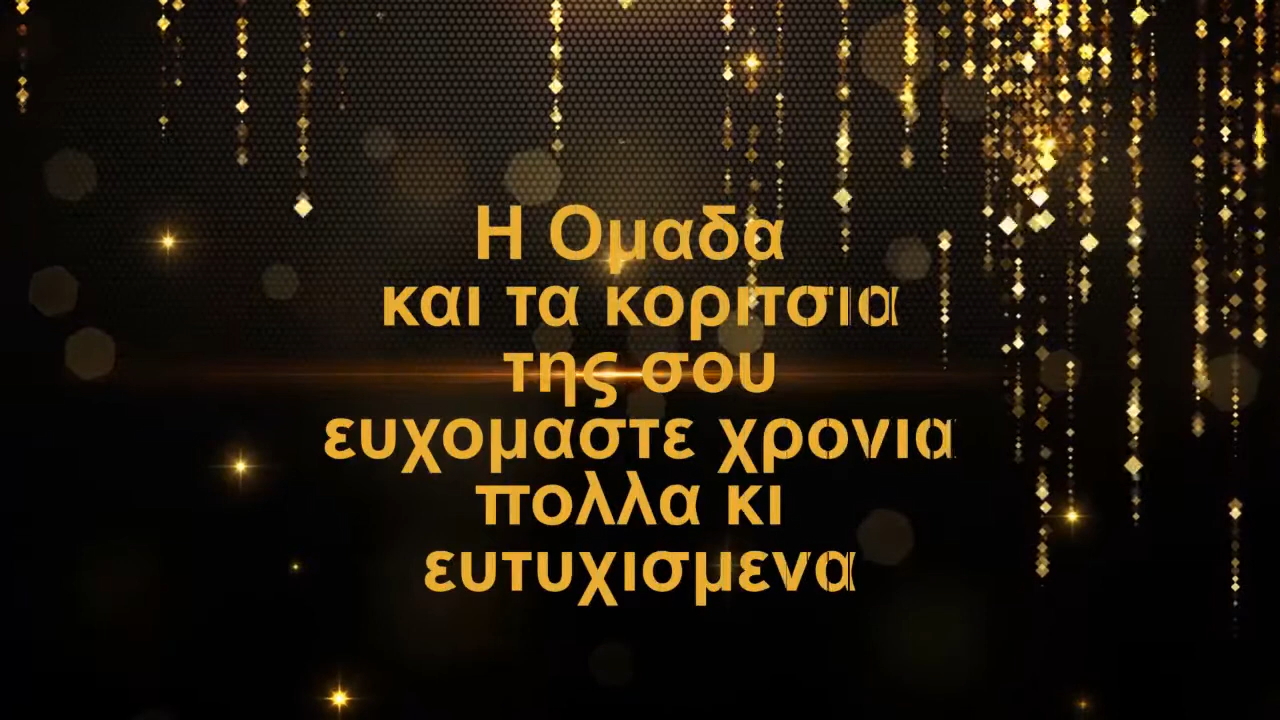 Η Ομαδα
και τα κοριτσια
της σου
ευχομαστε χρονια
πολλα κι
ευτυχισμενα